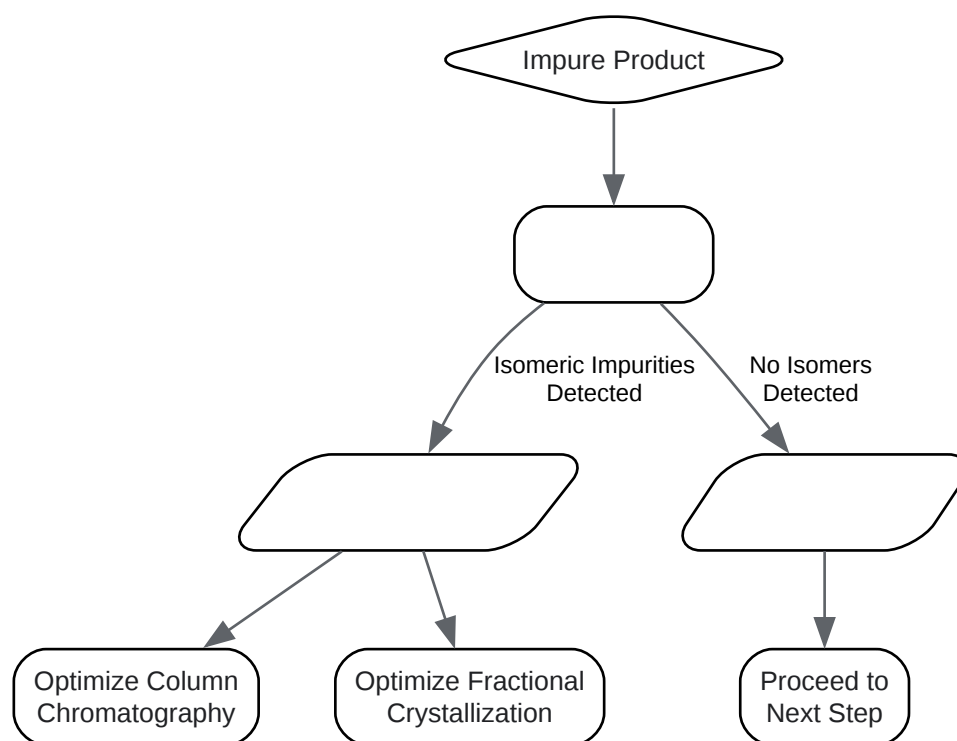 Impure Product
Isomeric Impurities
Detected
No Isomers
Detected
Optimize Column
Chromatography
Optimize Fractional
Crystallization
Proceed to
Next Step